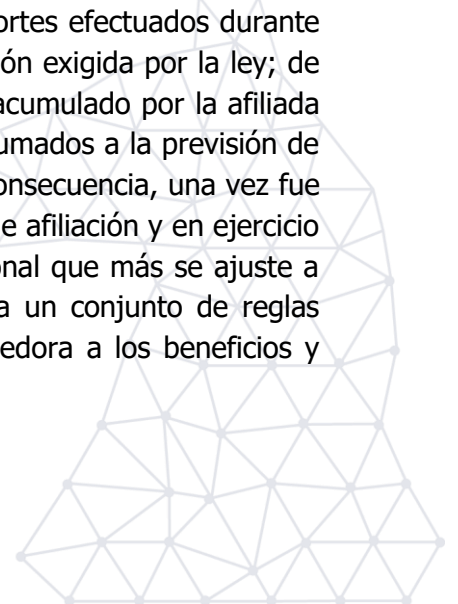 ortes efectuados durante
ón exigida por la ley; de
acumulado por la afiliada
umados a la previsión de
onsecuencia, una vez fue
e afiliación y en ejercicio
onal que más se ajuste a
a un conjunto de reglas
edora a los beneficios y